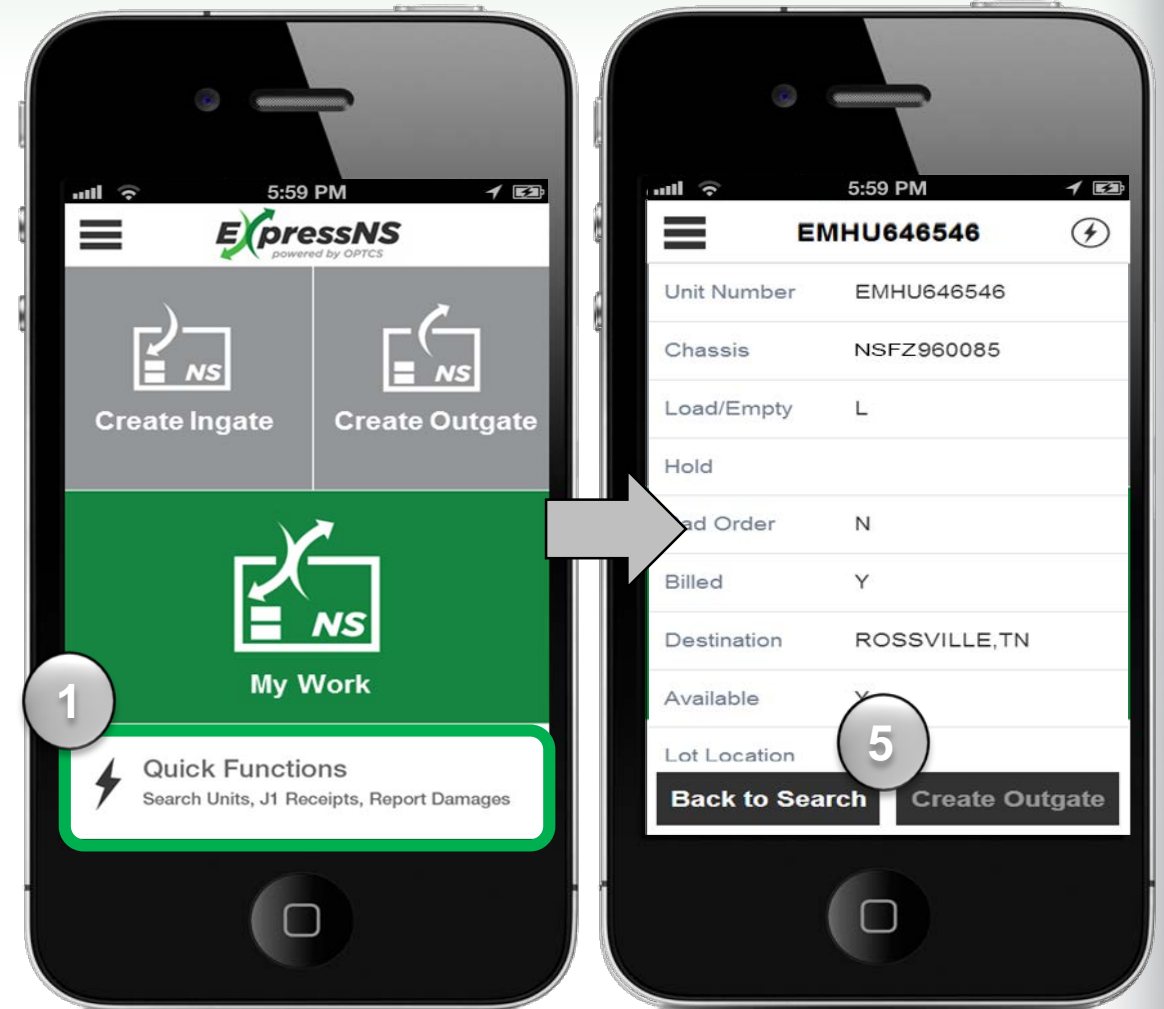 5:59 PM
ExpressNS
powered by OPTCS
NS
Create Ingate
NS
Create Outgate
NS
My Work
1
Quick Functions
Search Units, J1 Receipts, Report Damages
5:59 PM
EMHU646546
Unit Number EMHU646546
Chassis NSFZ960085
Load/Empty L
Hold
ad Order N
Billed Y
Destination ROSSVILLE,TN
Available
5
Lot Location
Back to Search Create Outgate